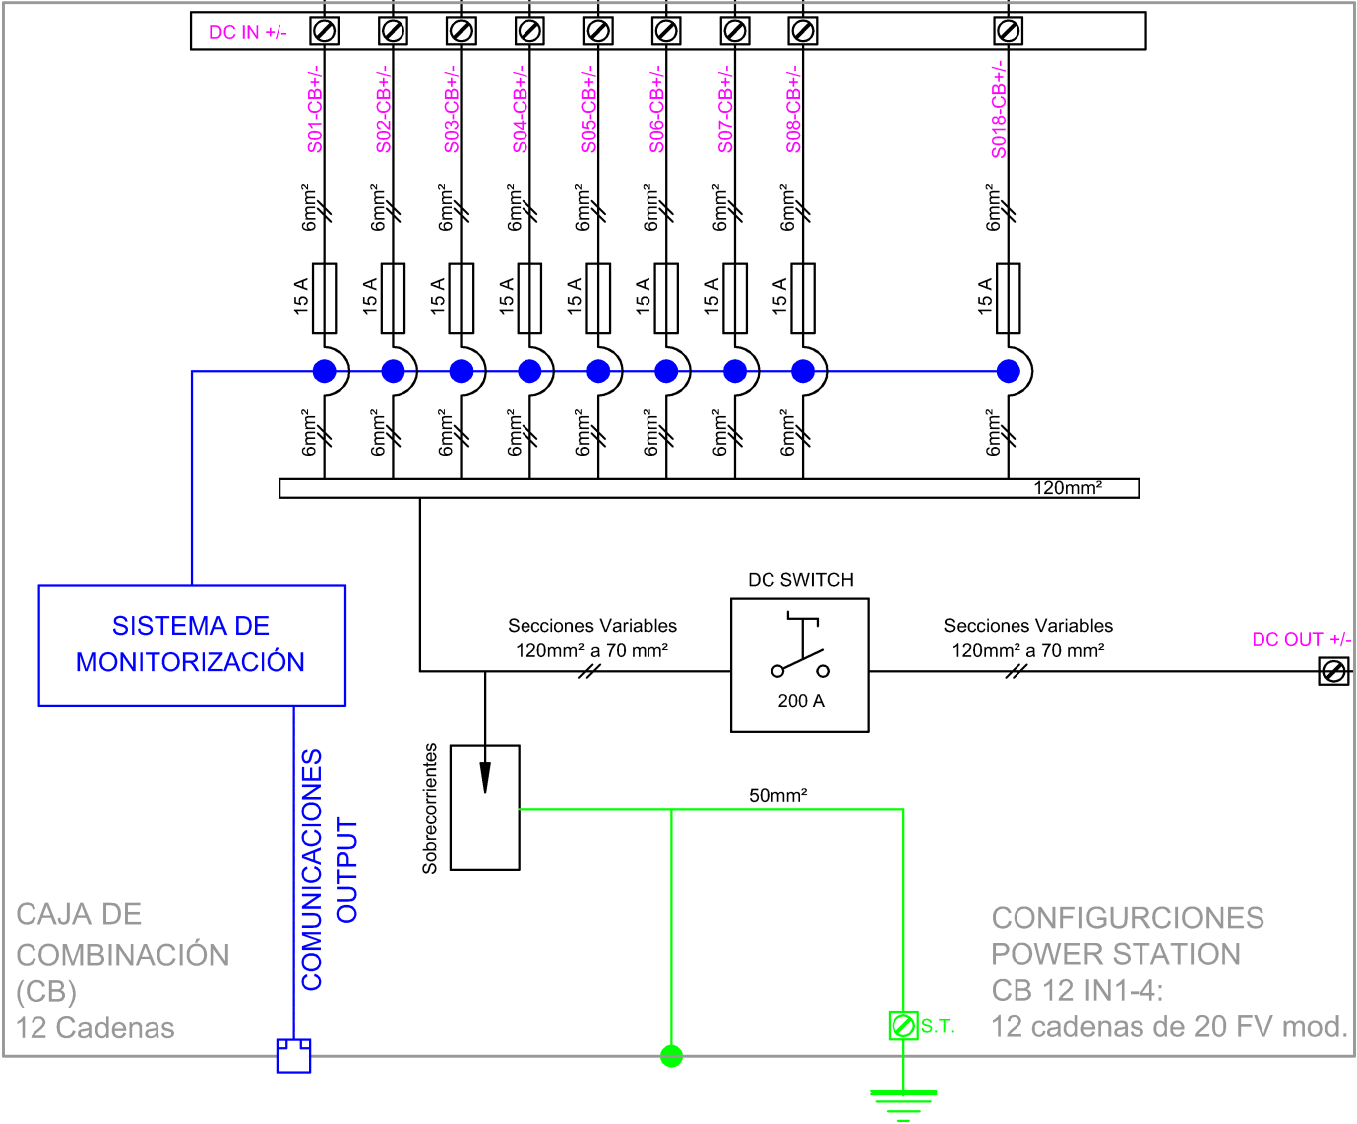 DC IN +/-
S01-CB+/-
S02-CB+/-
S03-CB+/-
S04-CB+/-
S05-CB+/-
S06-CB+/-
S07-CB+/-
S08-CB+/-
S018-CB+/-
6mm²
6mm²
6mm²
6mm²
6mm²
6mm²
6mm²
6mm²
6mm²
15 A
15 A
15 A
15 A
15 A
15 A
15 A
15 A
15 A
6mm²
6mm²
6mm²
6mm²
6mm²
6mm²
6mm²
6mm²
6mm²
120mm²
DC SWITCH
200 A
Secciones Variables
120mm² a 70 mm²
Secciones Variables
120mm² a 70 mm²
DC OUT +/-
SISTEMA DE
MONITORIZACIÓN
COMUNICACIONES
OUTPUT
Sobrecorrientes
50mm²
S.T.
CAJA DE
COMBINACIÓN
(CB)
12 Cadenas
CONFIGURCIONES
POWER STATION
CB 12 IN1-4:
12 cadenas de 20 FV mod.